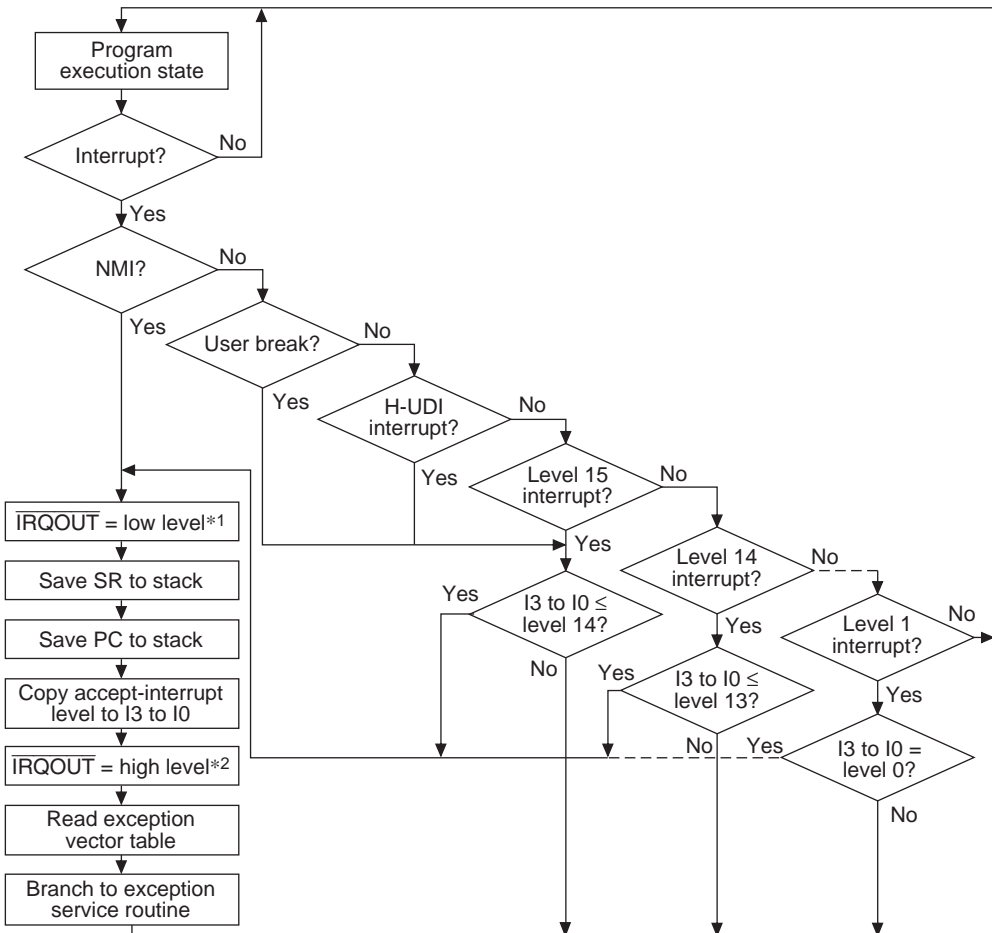 Program
execution state
Interrupt?
No
Yes
NMI?
No
Yes
User break?
No
Yes
H-UDI
interrupt?
No
Yes
Level 15
interrupt?
No
Yes
Level 14
interrupt?
No
Yes
Level 1
interrupt?
No
Yes
I3 to I0 ≤
level 14?
Yes
No
I3 to I0 ≤
level 13?
Yes
No
I3 to I0 =
level 0?
Yes
No
IRQOUT = low level*1
Save SR to stack
Save PC to stack
Copy accept-interrupt
level to I3 to I0
IRQOUT = high level*2
Read exception
vector table
Branch to exception
service routine